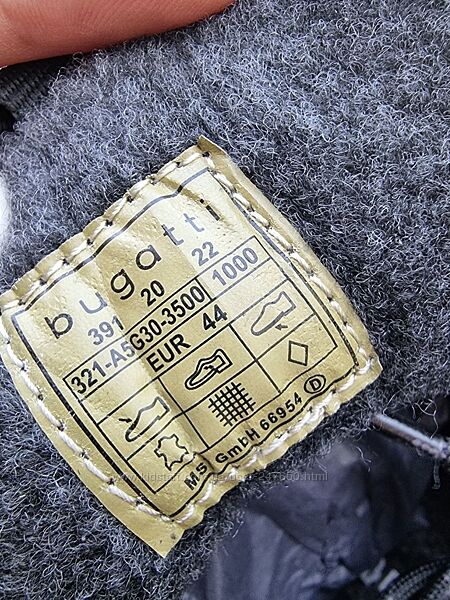 bugatti
391 20 22
321-A5G30-3500 1000
EUR 44
MS GmbH 66954 D